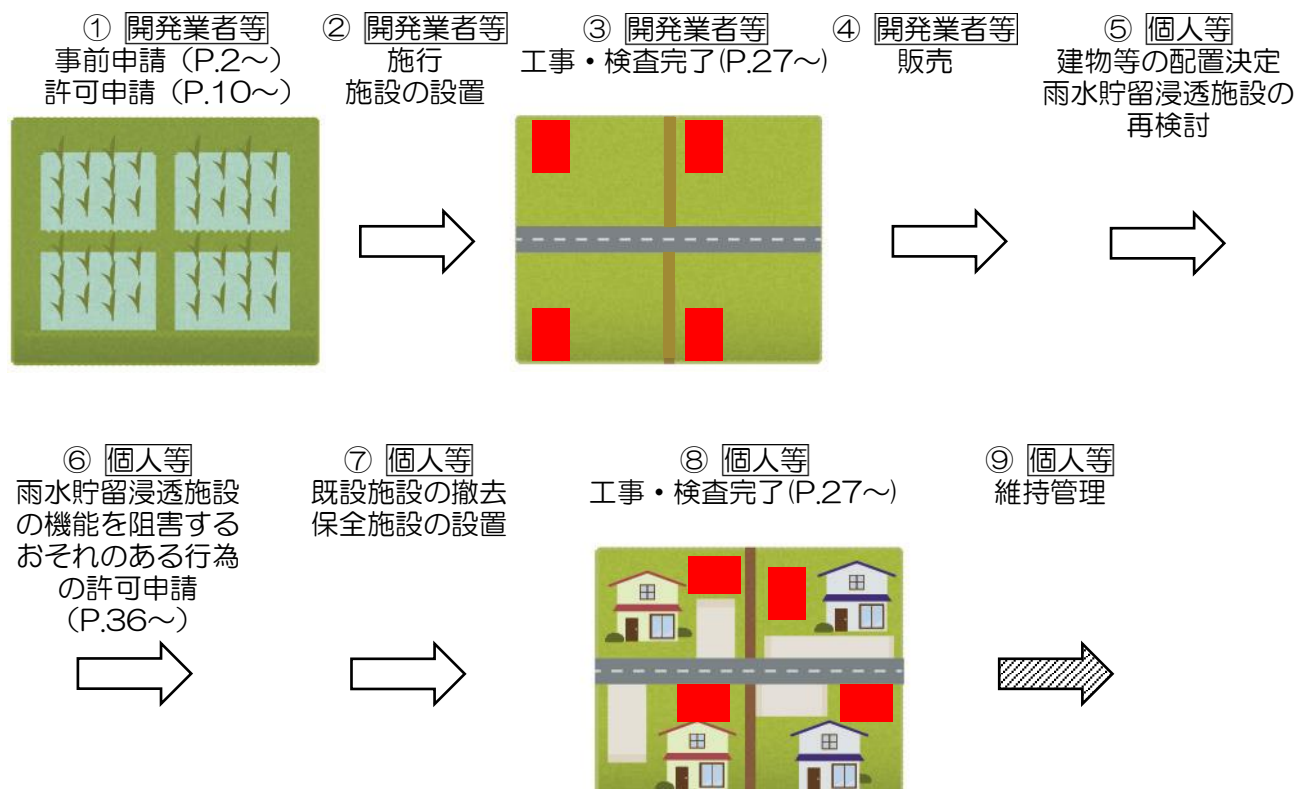 ① 開発業者等
事前申請（P.2～）
許可申請（P.10～）
② 開発業者等
施行
施設の設置
③ 開発業者等
工事・検査完了(P.27～)
④ 開発業者等
販売
⑤ 個人等
建物等の配置決定
雨水貯留浸透施設の
再検討
⑥ 個人等
雨水貯留浸透施設
の機能を阻害する
おそれのある行為
の許可申請
（P.36～）
⑦ 個人等
既設施設の撤去
保全施設の設置
⑧ 個人等
工事・検査完了(P.27～)
⑨ 個人等
維持管理